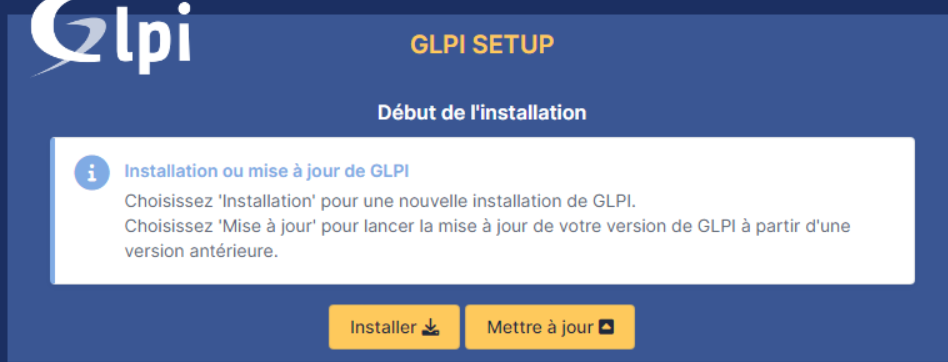 Glpi
GLPI SETUP
Début de l'installation
i
Installation ou mise à jour de GLPI
Choisissez 'Installation' pour une nouvelle installation de GLPI.
Choisissez 'Mise à jour' pour lancer la mise à jour de votre version de GLPI à partir d'une
version antérieure.
Installer
Mettre à jour